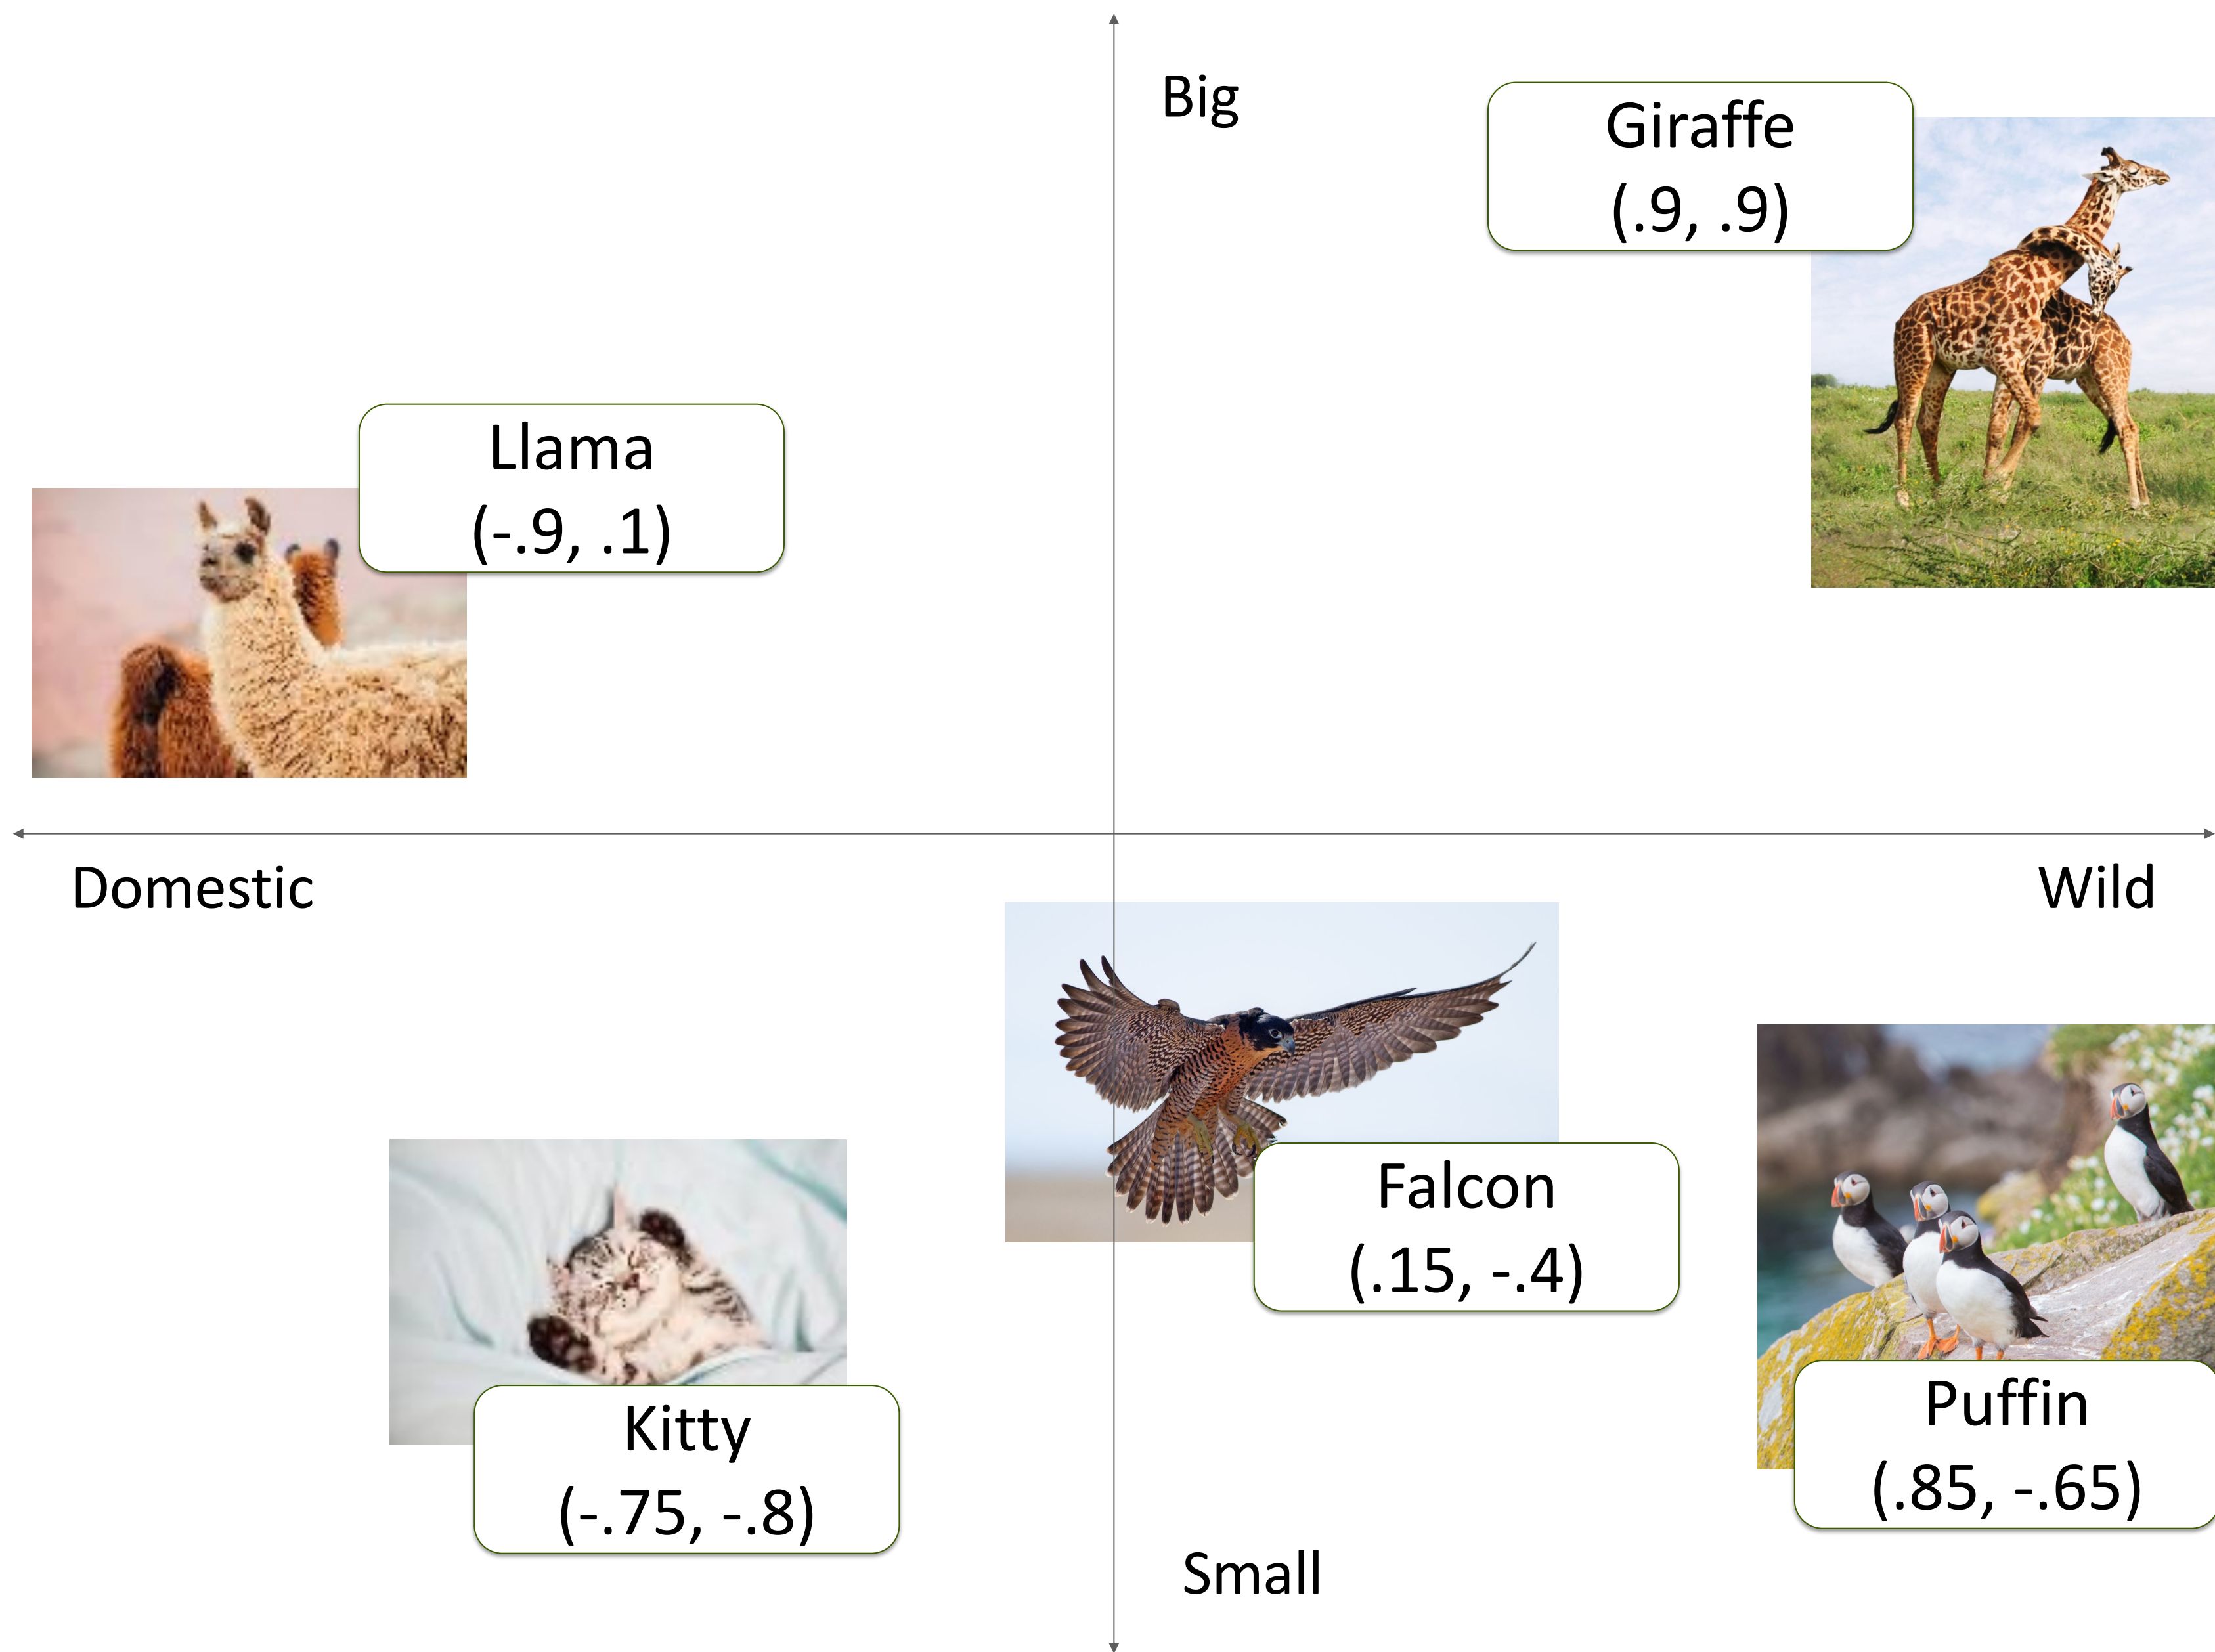 Big
Giraffe
(.9, .9)
Llama
(-.9, .1)
Domestic
Wild
Falcon
(.15, -.4)
Puffin
(.85, -.65)
Kitty
(-.75, -.8)
Small